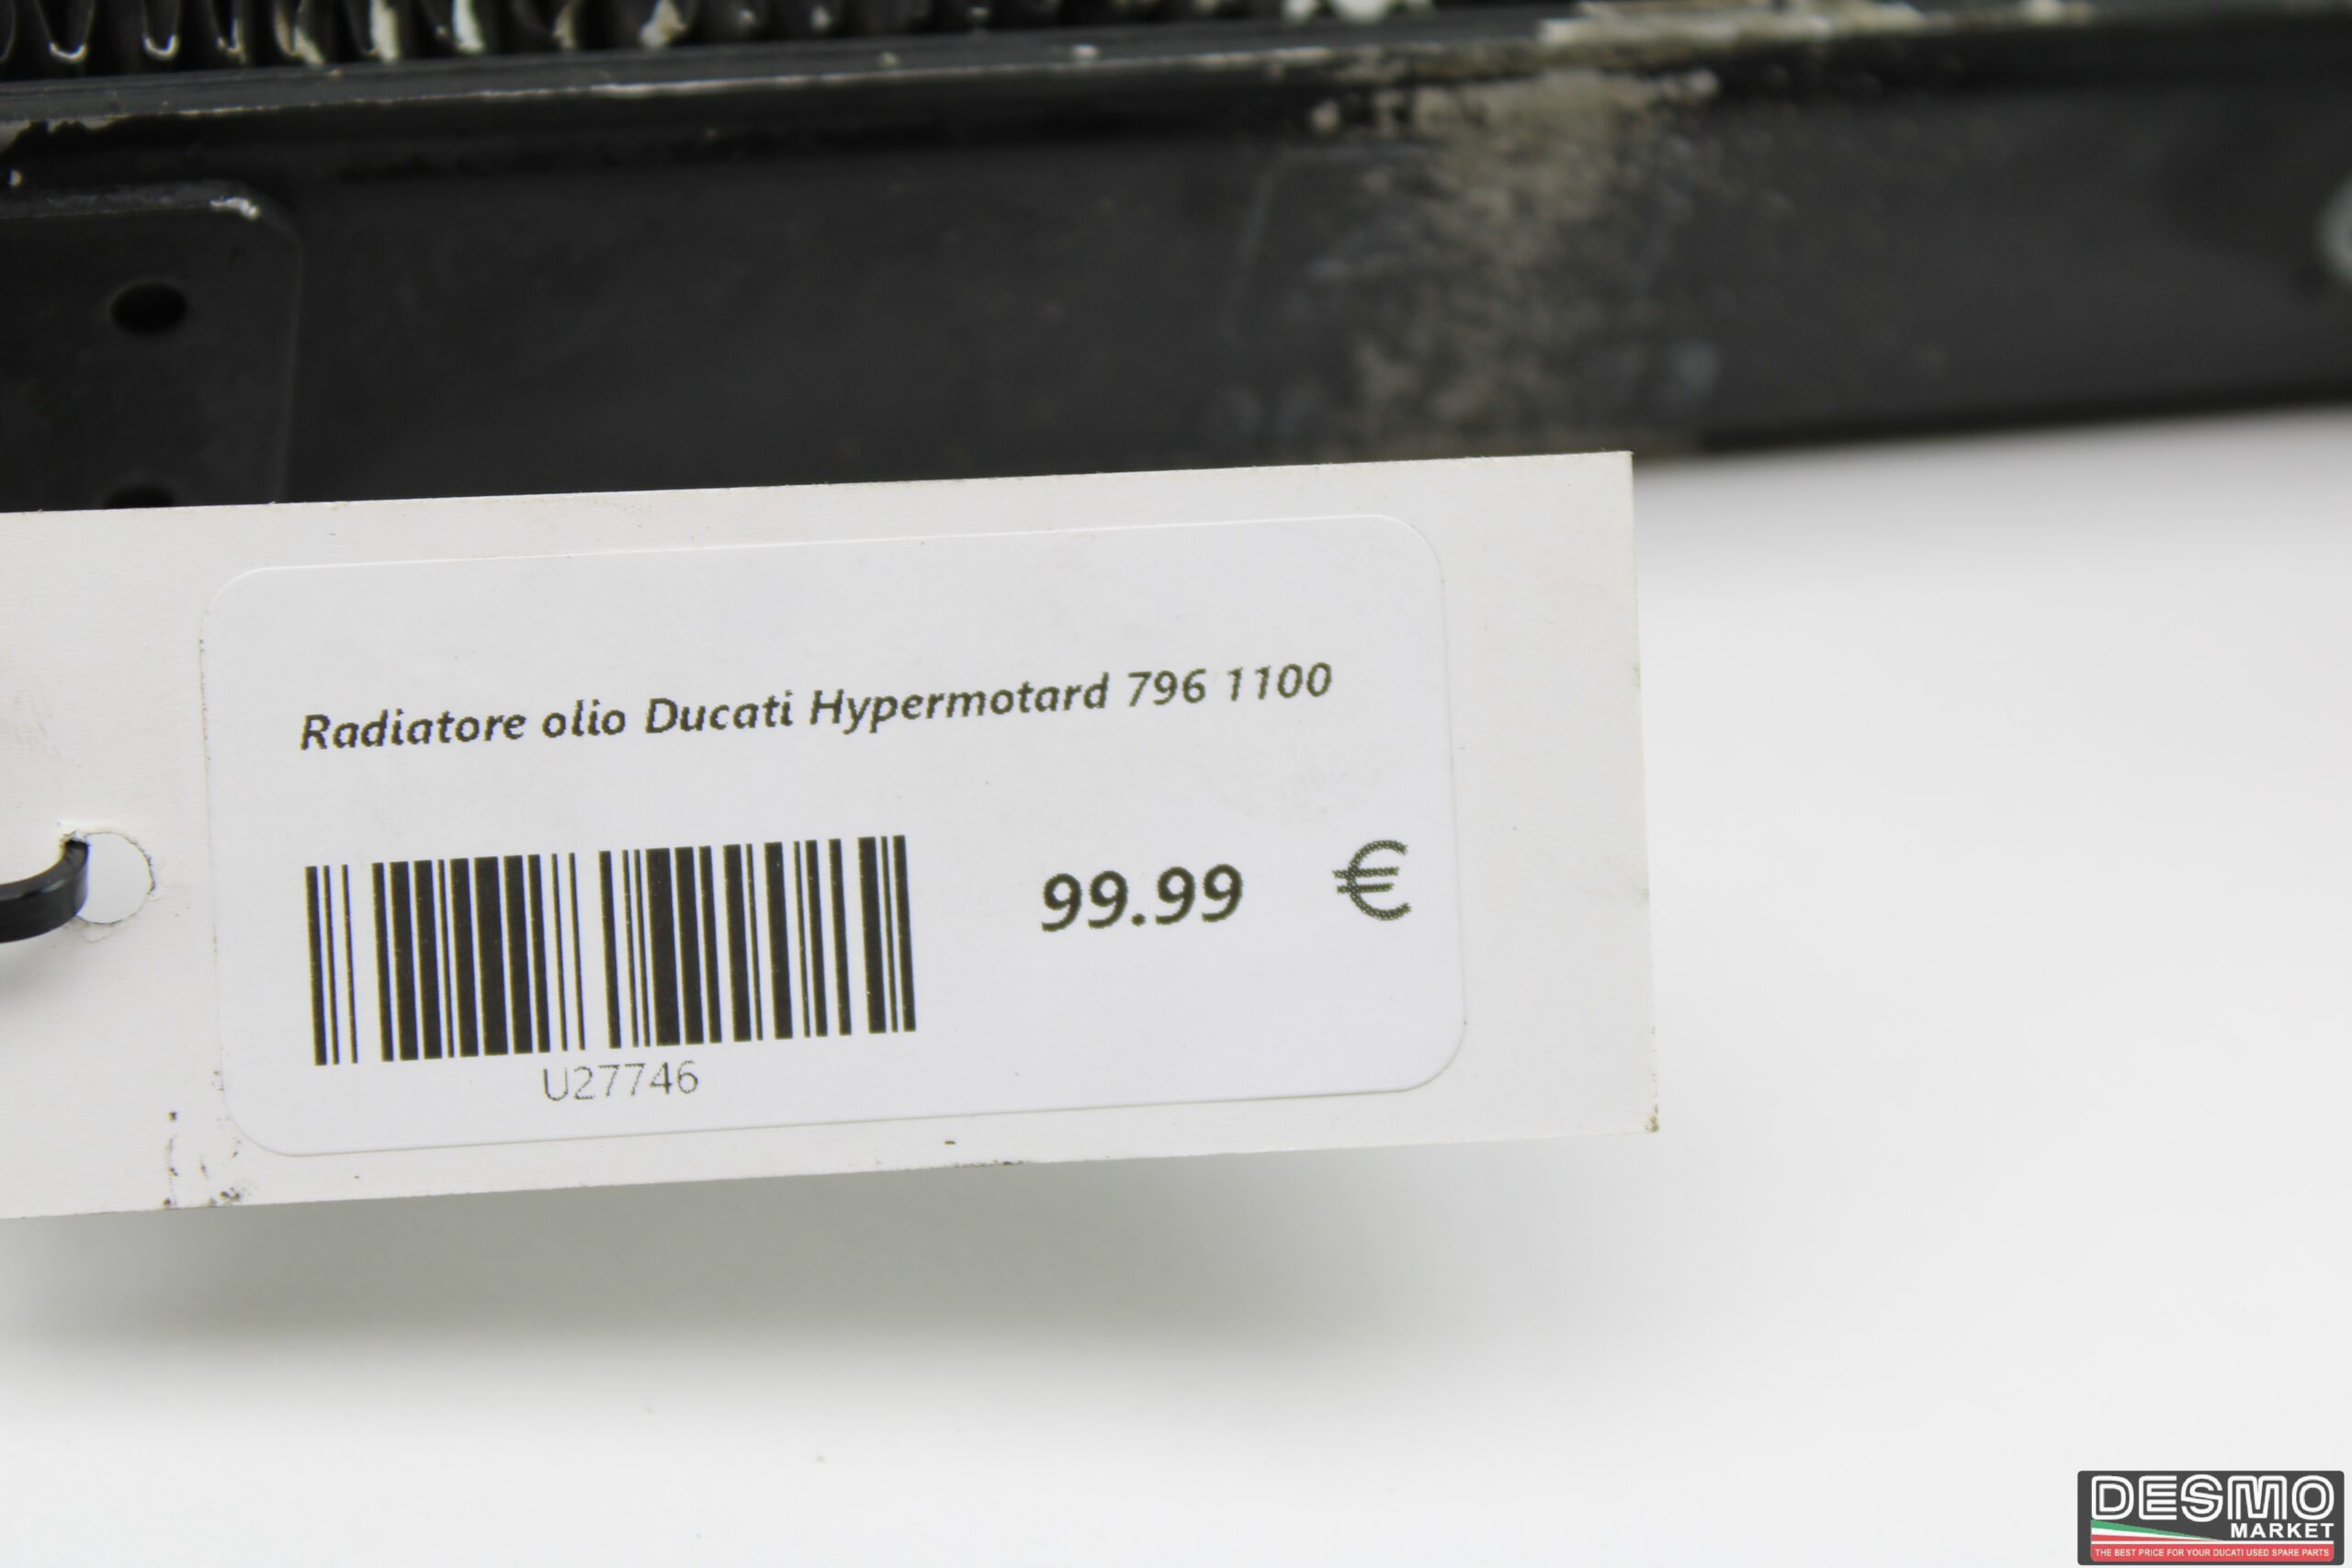 Radiatore olio Ducati Hypermotard 796 1100
99.99 €
U27746
DESMO
MARKET
THE BEST PRICE FOR YOUR DUCATI USED SPARE PARTS